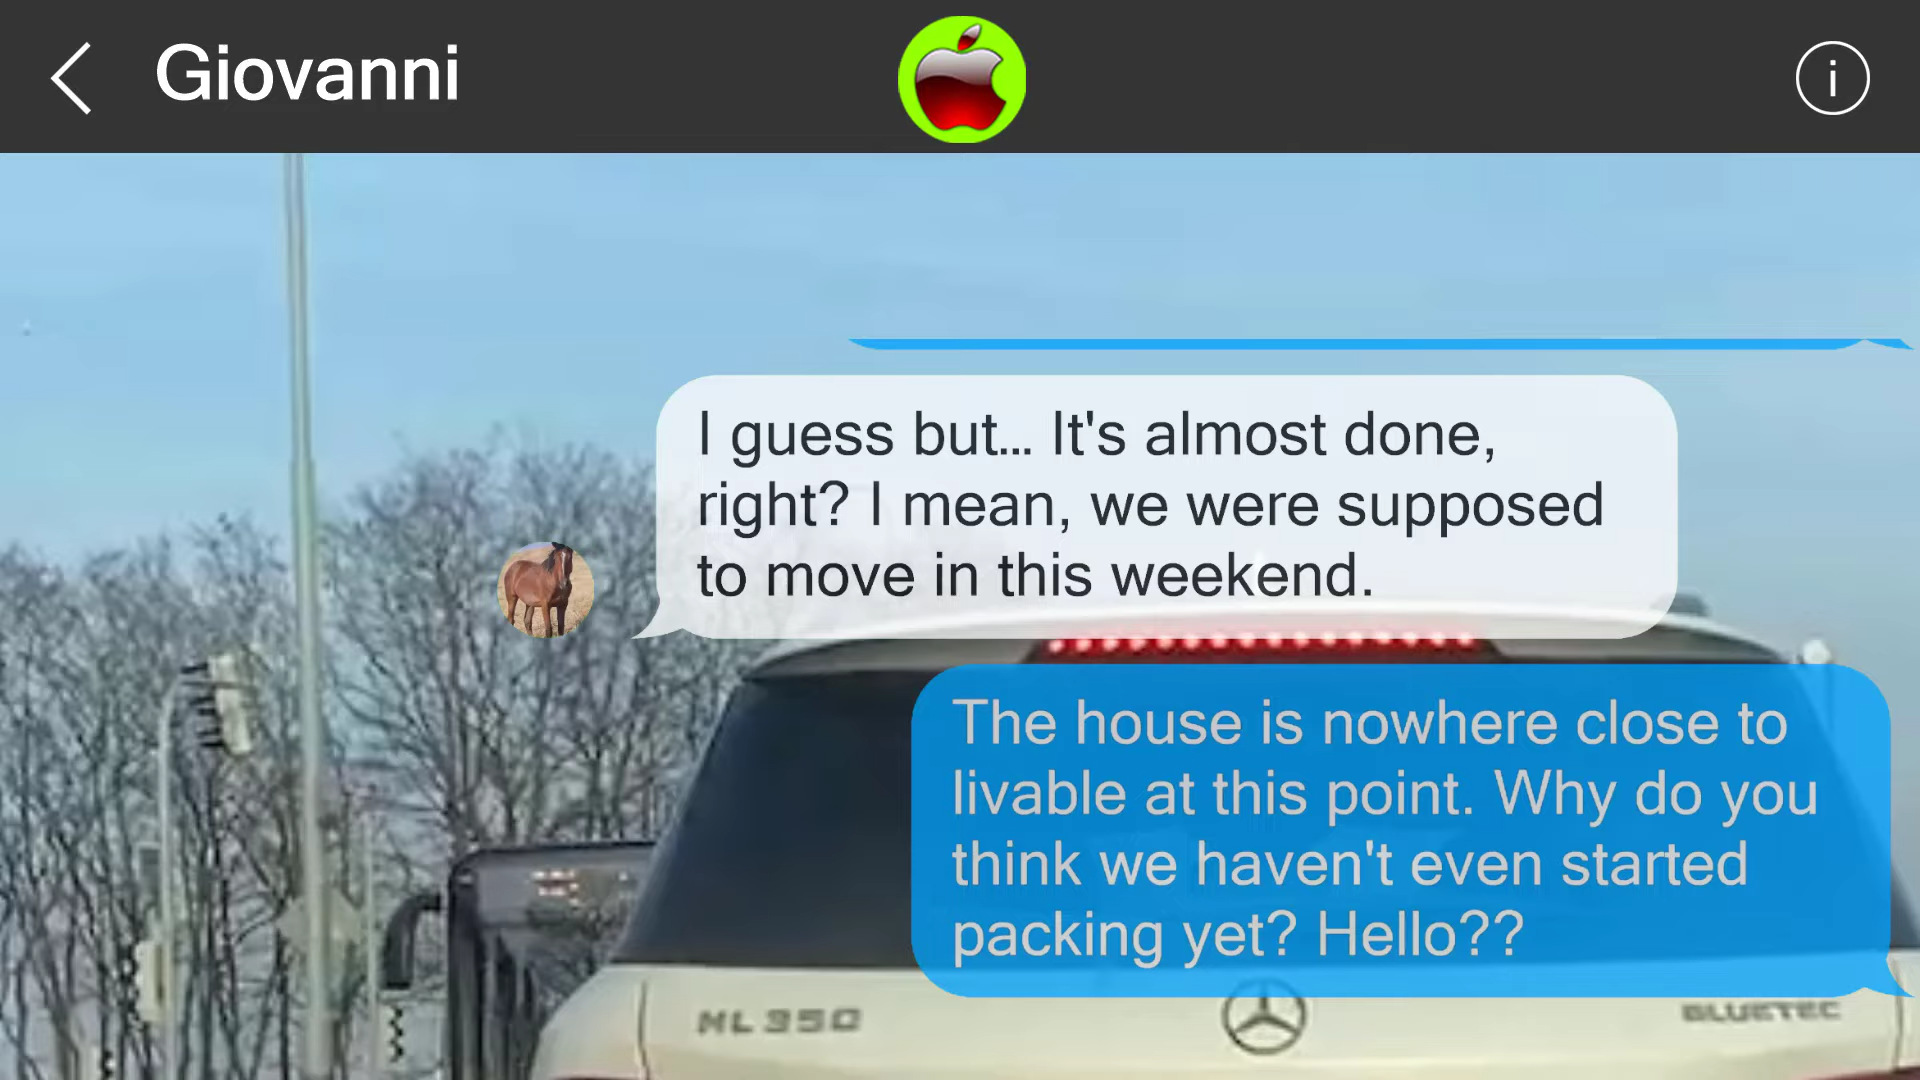 Giovanni
i
I guess but... It's almost done,
right? I mean, we were supposed
to move in this weekend.
The house is nowhere close to
livable at this point. Why do you
think we haven't even started
packing yet? Hello??
ML 350
BLUETEC